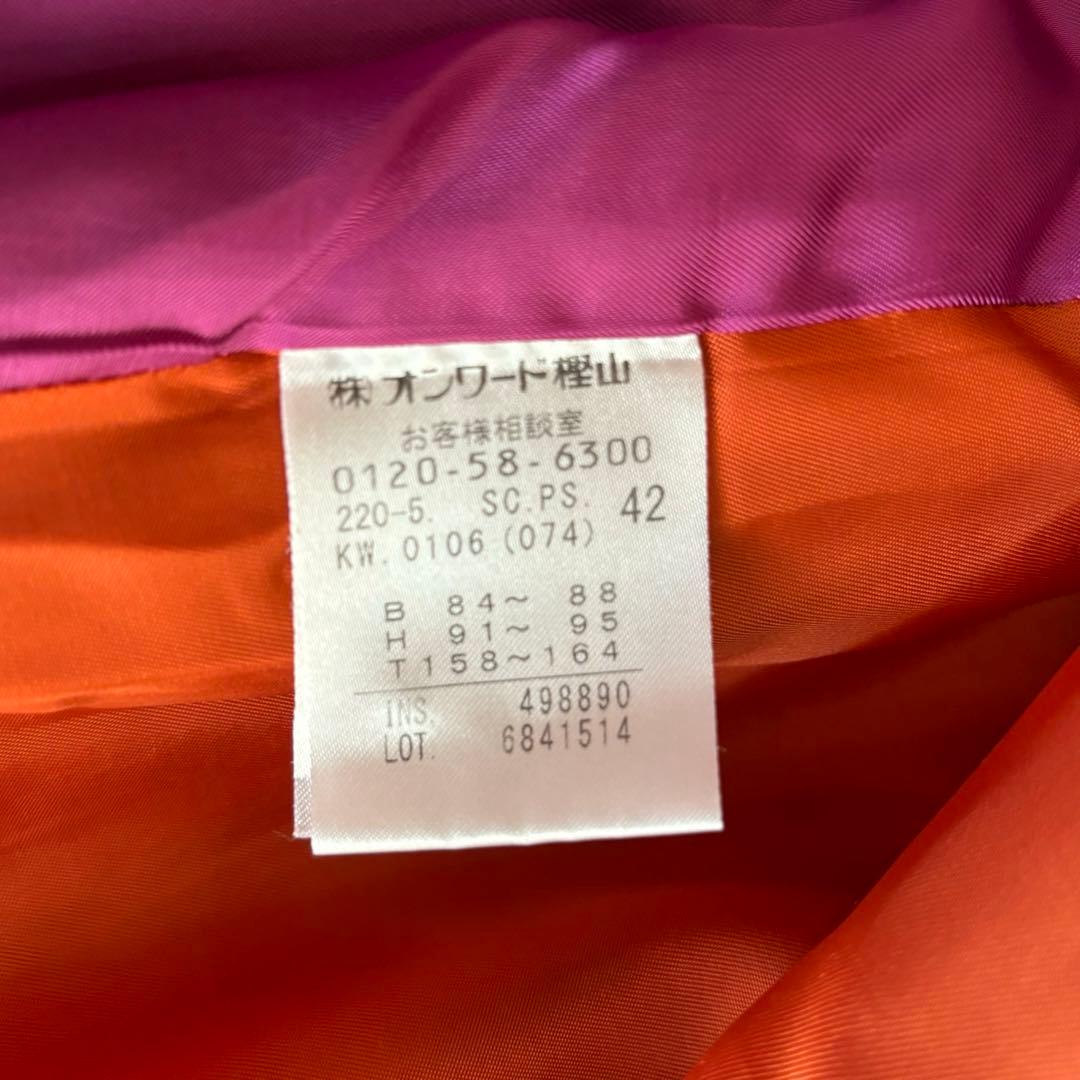 ㈱オンワード樫山
お客様相談室
0120-58-6300
220-5. SC.PS. 42
KW. 0106 (074)
B 84〜 88
H 91〜 95
T158〜164
INS. 498890
LOT. 6841514